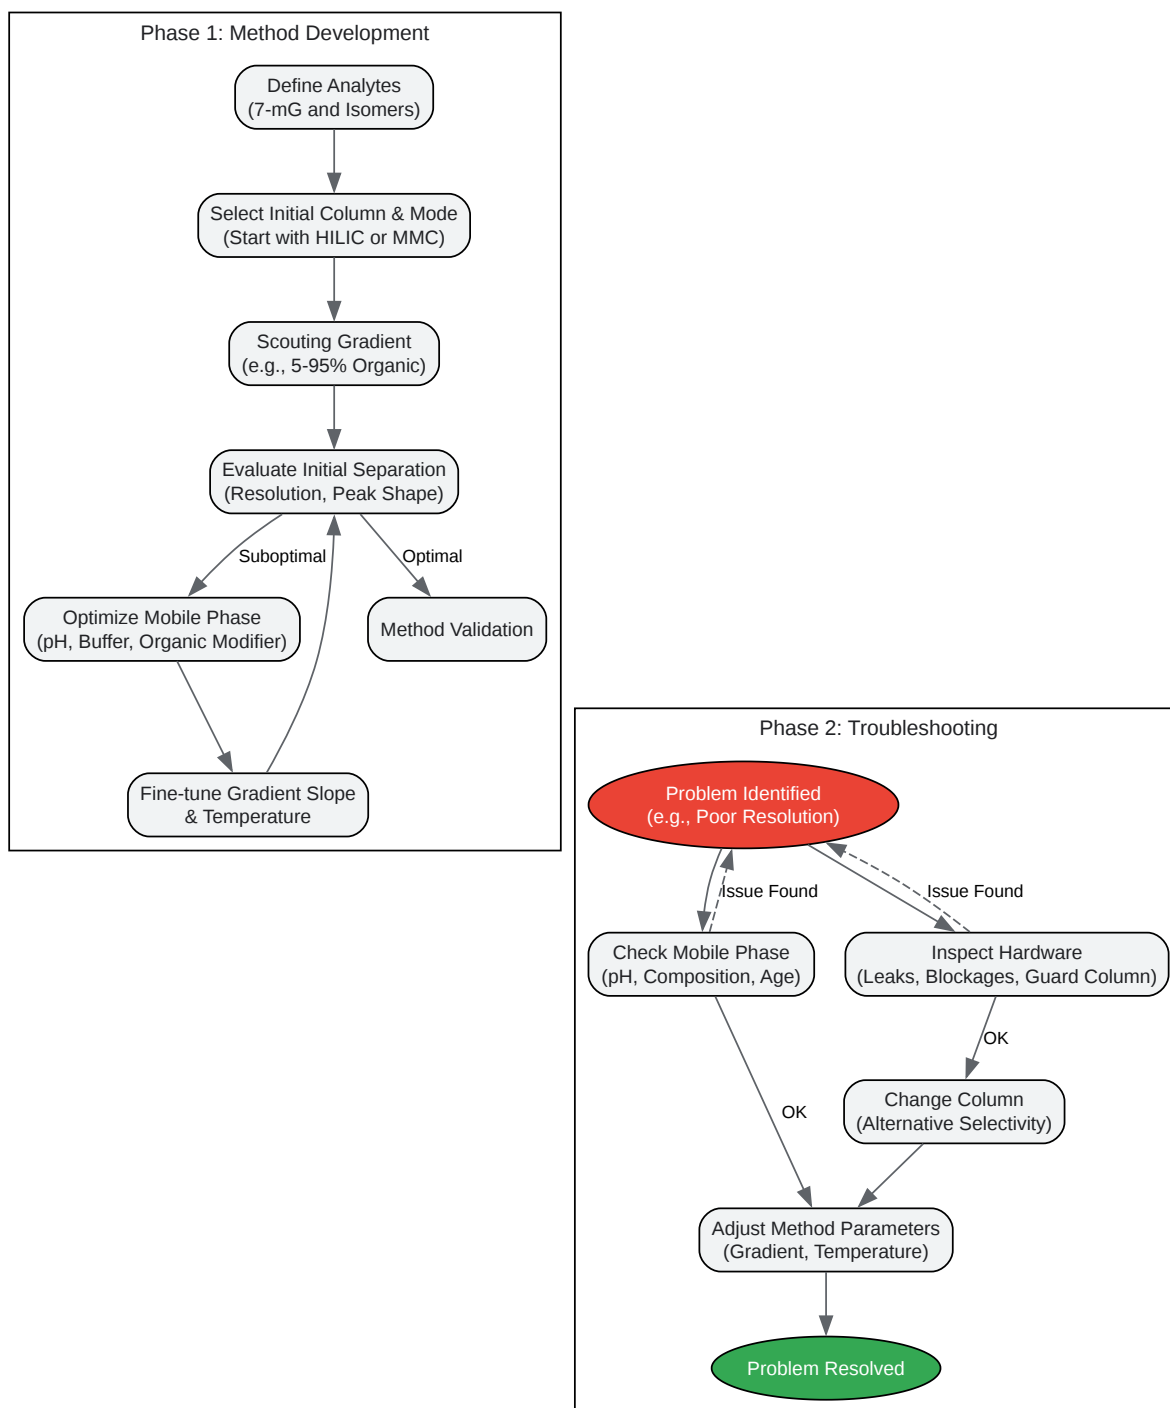 Phase 1: Method Development
Define Analytes
(7-mG and Isomers)
Select Initial Column & Mode
(Start with HILIC or MMC)
Scouting Gradient
(e.g., 5-95% Organic)
Evaluate Initial Separation
(Resolution, Peak Shape)
Suboptimal
Optimal
Optimize Mobile Phase
(pH, Buffer, Organic Modifier)
Method Validation
Fine-tune Gradient Slope
& Temperature
Phase 2: Troubleshooting
Problem Identified
(e.g., Poor Resolution)
Issue Found
Issue Found
Check Mobile Phase
(pH, Composition, Age)
Inspect Hardware
(Leaks, Blockages, Guard Column)
OK
Change Column
(Alternative Selectivity)
OK
Adjust Method Parameters
(Gradient, Temperature)
Problem Resolved